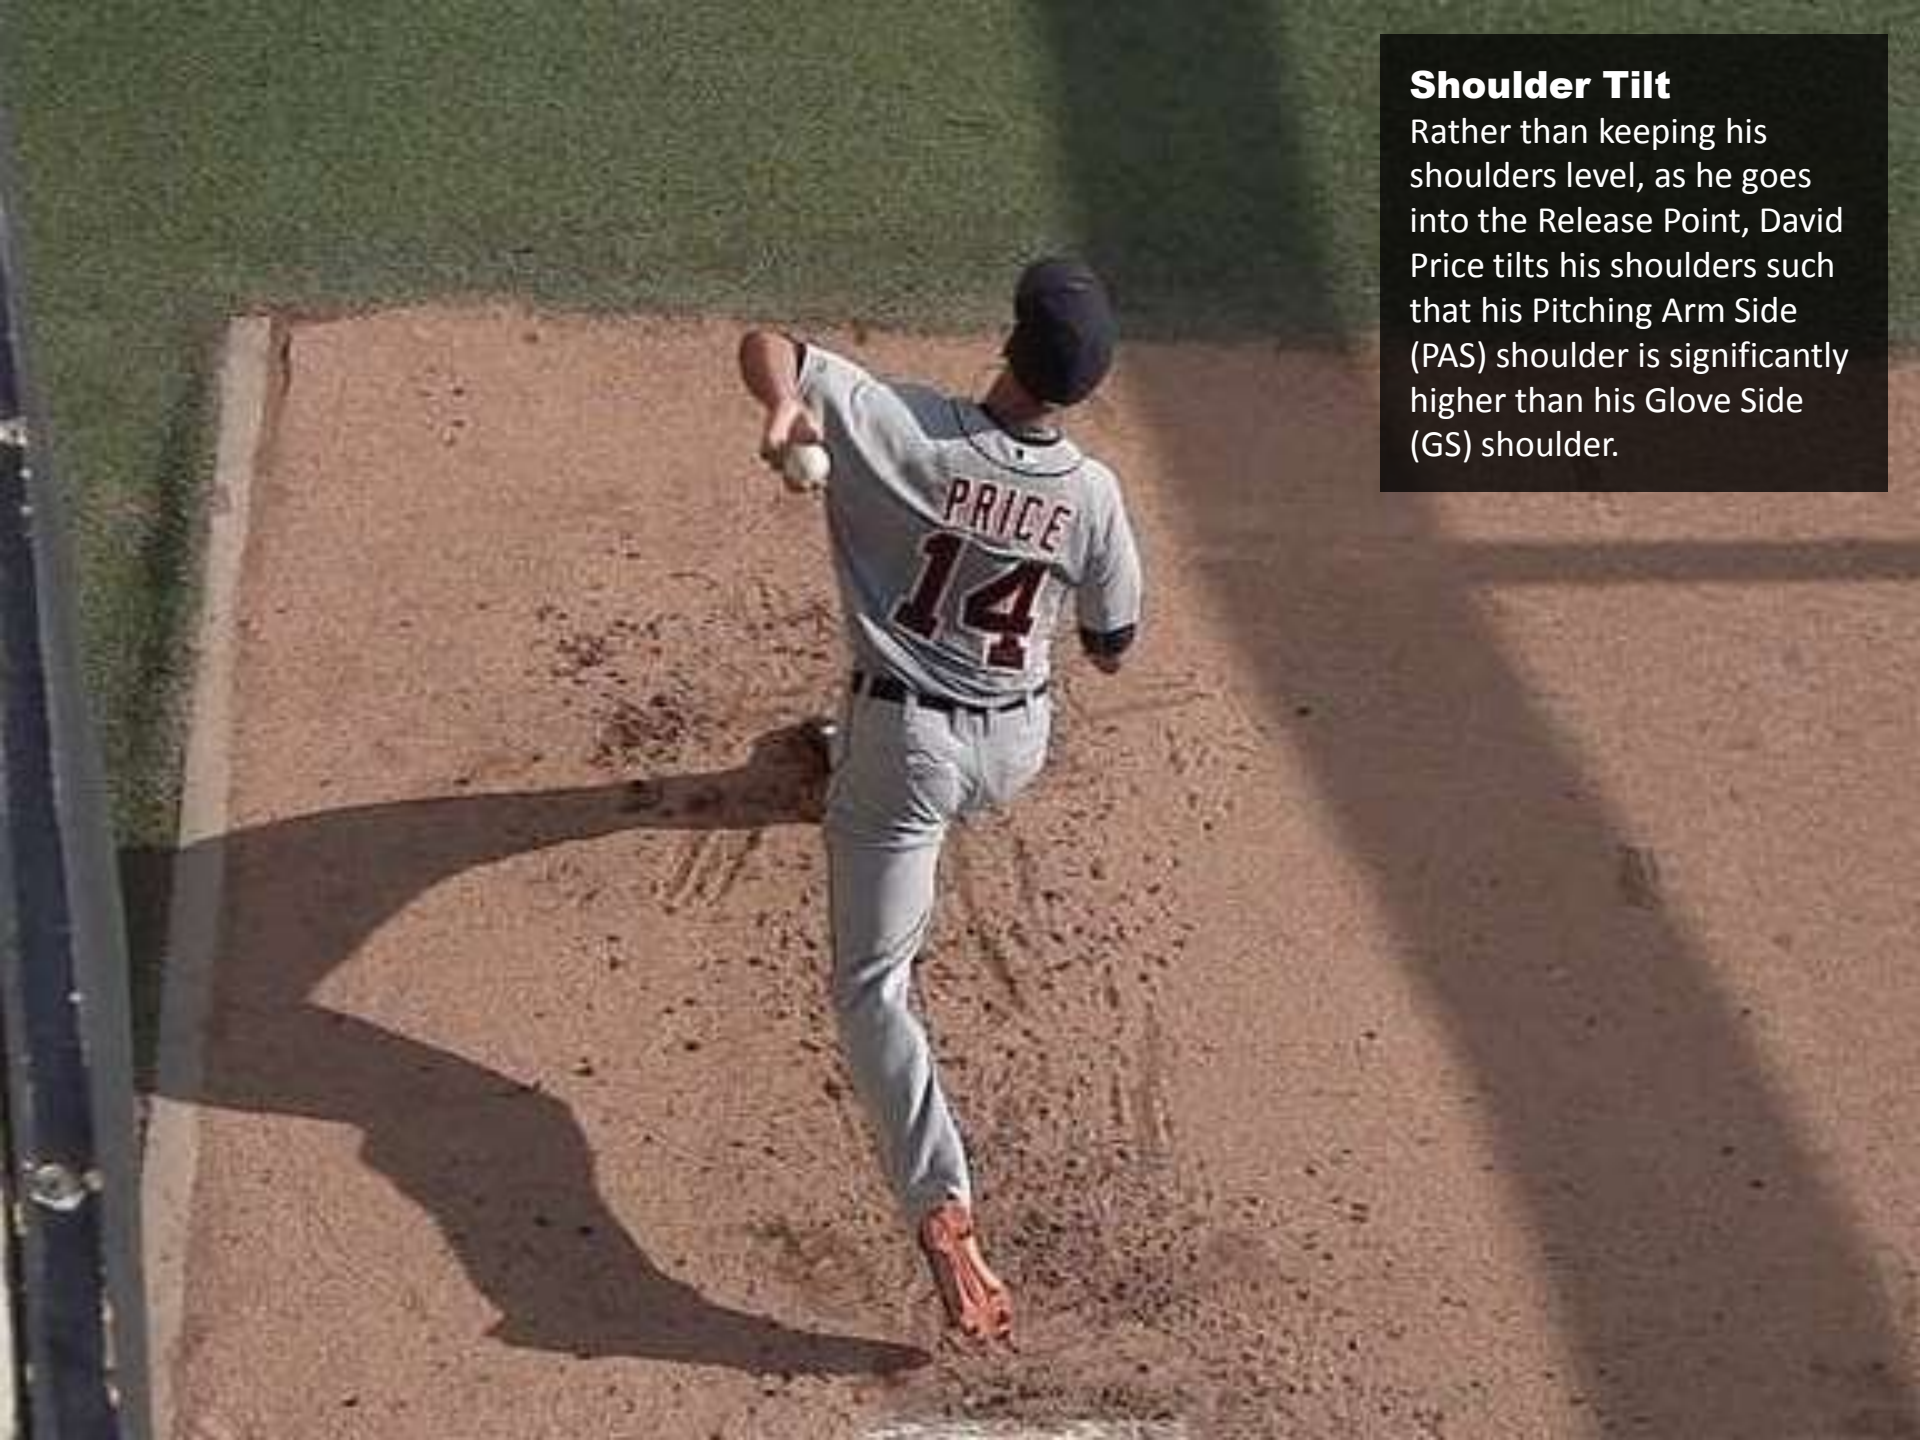 Shoulder Tilt
Rather than keeping his
shoulders level, as he goes
into the Release Point, David
Price tilts his shoulders such
that his Pitching Arm Side
(PAS) shoulder is significantly
higher than his Glove Side
(GS) shoulder.
PRICE
14